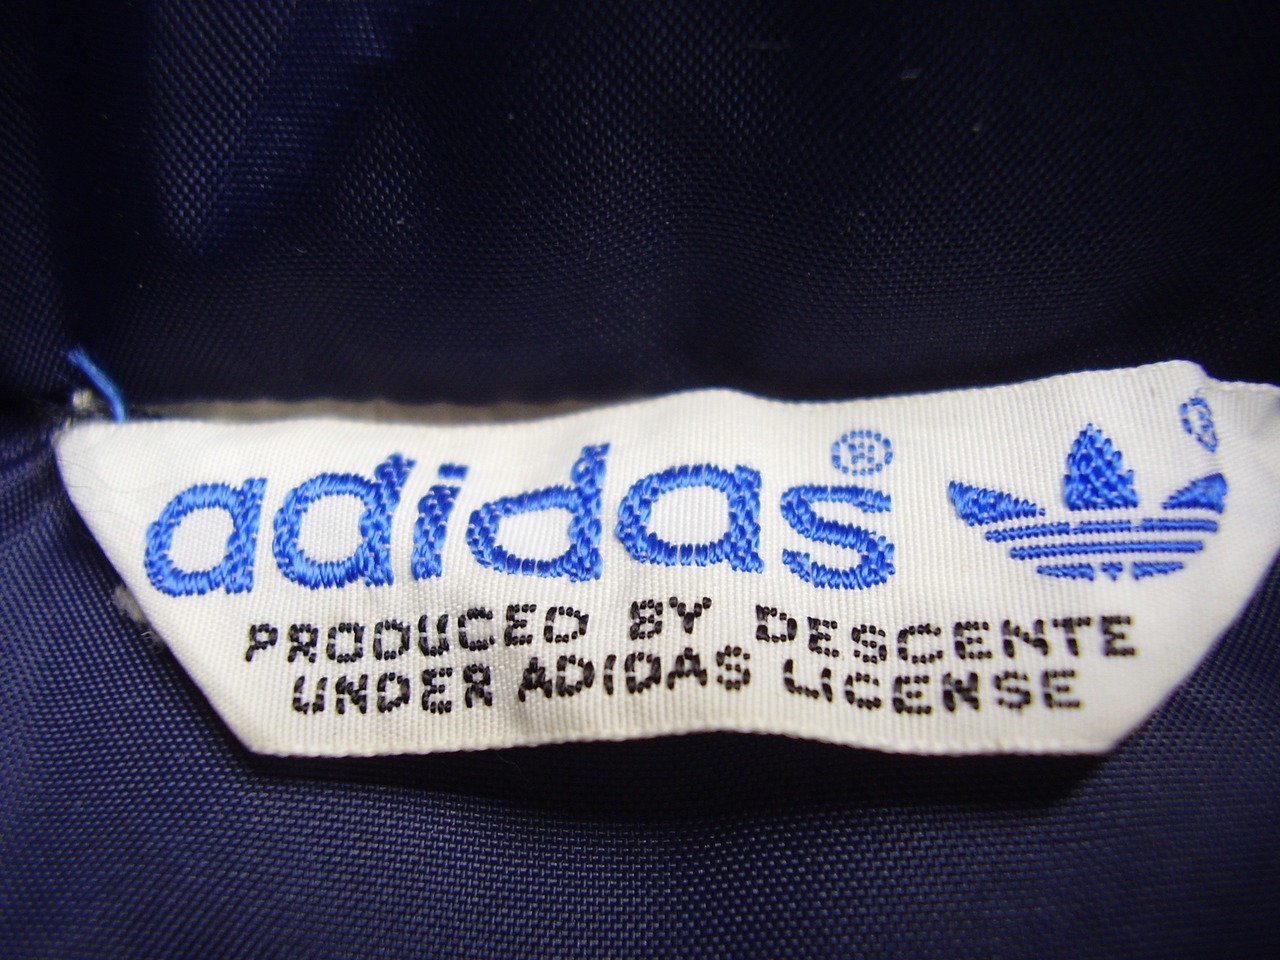 adidas ®
PRODUCED BY DESCENTE
UNDER ADIDAS LICENSE